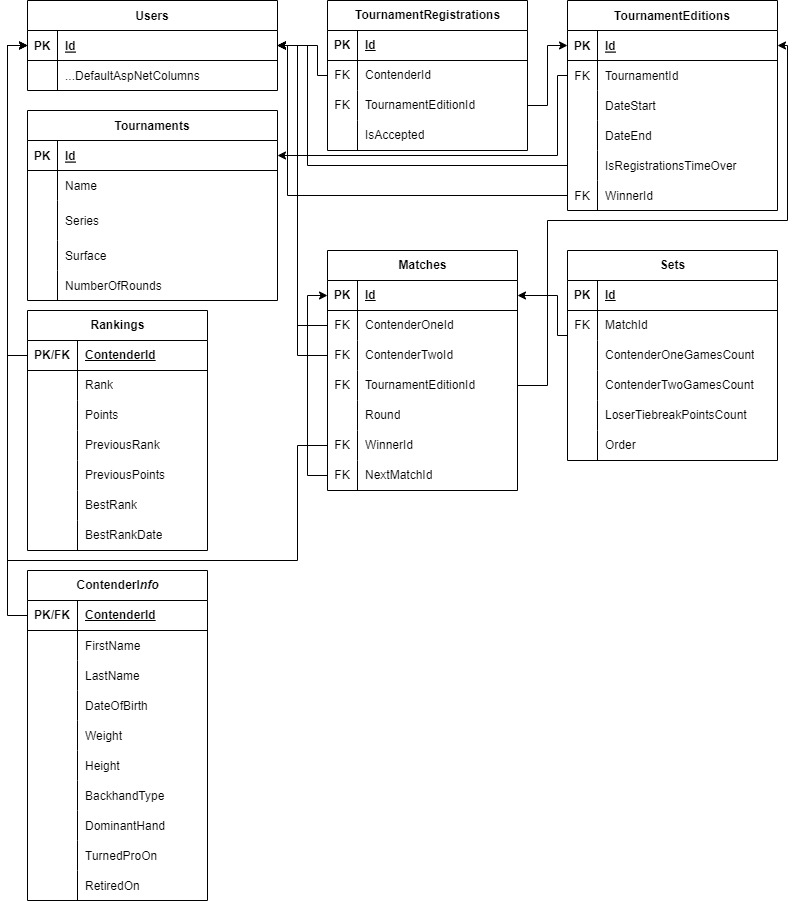 Users
PK Id
...DefaultAspNetColumns
TournamentRegistrations
PK Id
FK ContenderId
FK TournamentEditionId
IsAccepted
TournamentEditions
PK Id
FK TournamentId
DateStart
DateEnd
IsRegistrationsTimeOver
FK WinnerId
Tournaments
PK Id
Name
Series
Surface
NumberOfRounds
Matches
PK Id
FK ContenderOneId
FK ContenderTwoId
FK TournamentEditionId
Round
FK WinnerId
FK NextMatchId
Sets
PK Id
FK MatchId
ContenderOneGamesCount
ContenderTwoGamesCount
LoserTiebreakPointsCount
Order
Rankings
PK/FK ContenderId
Rank
Points
PreviousRank
PreviousPoints
BestRank
BestRankDate
ContenderInfo
PK/FK ContenderId
FirstName
LastName
DateOfBirth
Weight
Height
BackhandType
DominantHand
TurnedProOn
RetiredOn